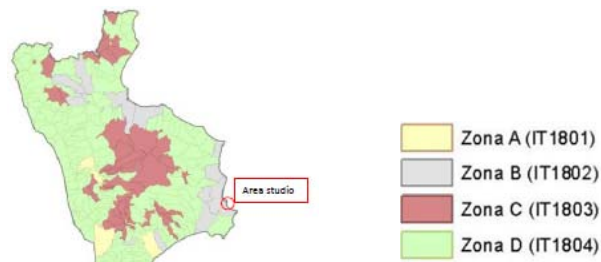 Area studio
Zona A (IT1801)
Zona B (IT1802)
Zona C (IT1803)
Zona D (IT1804)